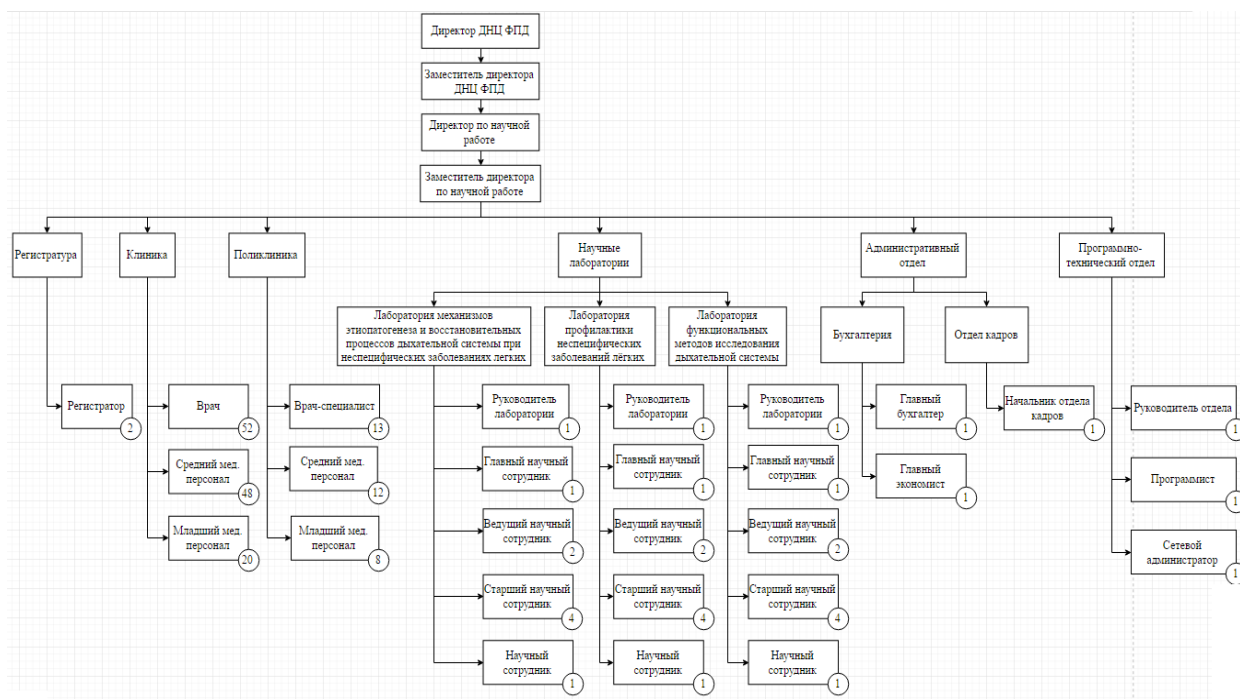 Директор ДНЦ ФПД
Заместитель директора
ДНЦ ФПД
Директор по научной
работе
Заместитель директора
по научной работе
Регистратура
Клиника
Поликлиника
Научные
лаборатории
Административный
отдел
Программно-
технический отдел
Лаборатория механизмов
этиопатогенеза и восстановительных
процессов дыхательной системы при
неспецифических заболеваниях легких
Лаборатория
профилактики
неспецифических
заболеваний лёгких
Лаборатория
функциональных
методов исследования
дыхательной системы
Бухгалтерия
Отдел кадров
Регистратор
2
Врач
52
Средний мед.
персонал
48
Младший мед.
персонал
20
Врач-специалист
13
Средний мед.
персонал
12
Младший мед.
персонал
8
Руководитель
лаборатории
1
Главный научный
сотрудник
1
Ведущий научный
сотрудник
2
Старший научный
сотрудник
4
Научный
сотрудник
1
Руководитель
лаборатории
1
Главный научный
сотрудник
1
Ведущий научный
сотрудник
2
Старший научный
сотрудник
4
Научный
сотрудник
1
Руководитель
лаборатории
1
Главный научный
сотрудник
1
Ведущий научный
сотрудник
2
Старший научный
сотрудник
4
Научный
сотрудник
1
Главный
бухгалтер
1
Главный
экономист
1
Начальник отдела
кадров
1
Руководитель отдела
1
Программист
1
Сетевой
администратор
1